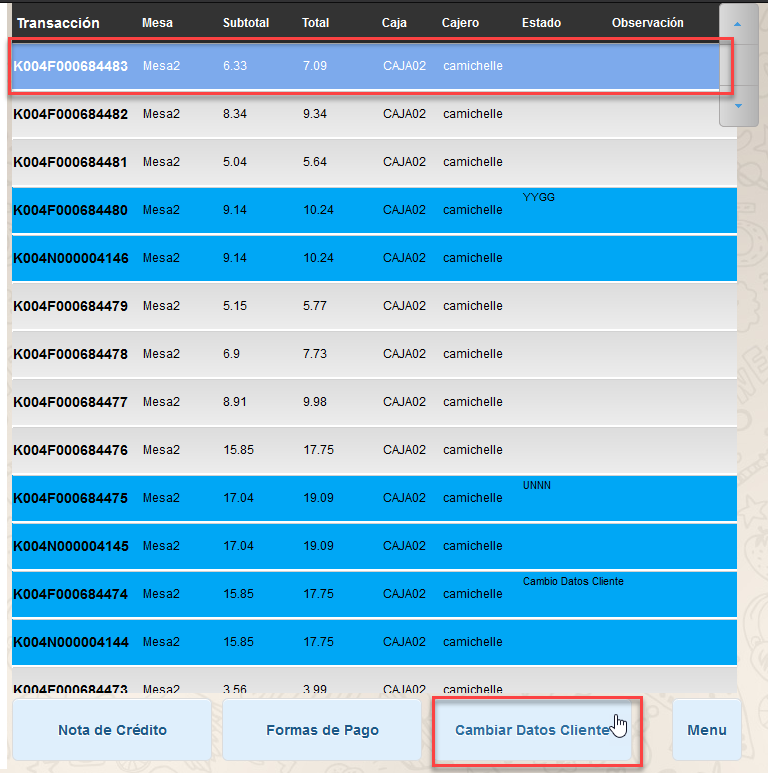 Transacción Mesa Subtotal Total Caja Cajero Estado Observación
K004F000684483 Mesa2 6.33 7.09 CAJA02 camichelle
K004F000684482 Mesa2 8.34 9.34 CAJA02 camichelle
K004F000684481 Mesa2 5.04 5.64 CAJA02 camichelle
K004F000684480 Mesa2 9.14 10.24 CAJA02 camichelle YYGG
K004N000004146 Mesa2 9.14 10.24 CAJA02 camichelle
K004F000684479 Mesa2 5.15 5.77 CAJA02 camichelle
K004F000684478 Mesa2 6.9 7.73 CAJA02 camichelle
K004F000684477 Mesa2 8.91 9.98 CAJA02 camichelle
K004F000684476 Mesa2 15.85 17.75 CAJA02 camichelle
K004F000684475 Mesa2 17.04 19.09 CAJA02 camichelle UNNN
K004N000004145 Mesa2 17.04 19.09 CAJA02 camichelle
K004F000684474 Mesa2 15.85 17.75 CAJA02 camichelle Cambio Datos Cliente
K004N000004144 Mesa2 15.85 17.75 CAJA02 camichelle
K004F000684473 Mesa2 3.56 3.99 CAJA02 camichelle
Nota de Crédito Formas de Pago Cambiar Datos Cliente Menu